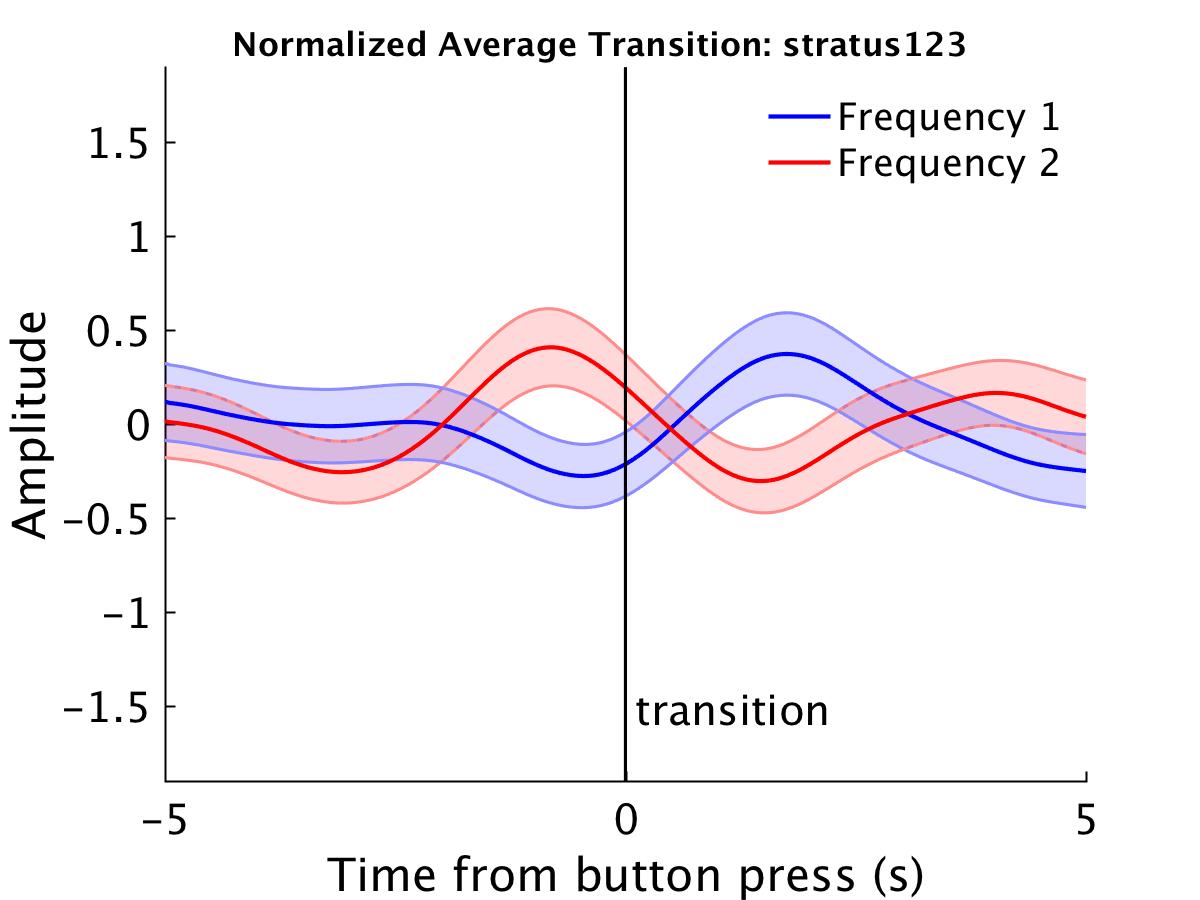 Normalized Average Transition: stratus123
Frequency 1
Frequency 2
1.5
1
0.5
0
−0.5
−1
−1.5
Amplitude
transition
−5
0
5
Time from button press (s)